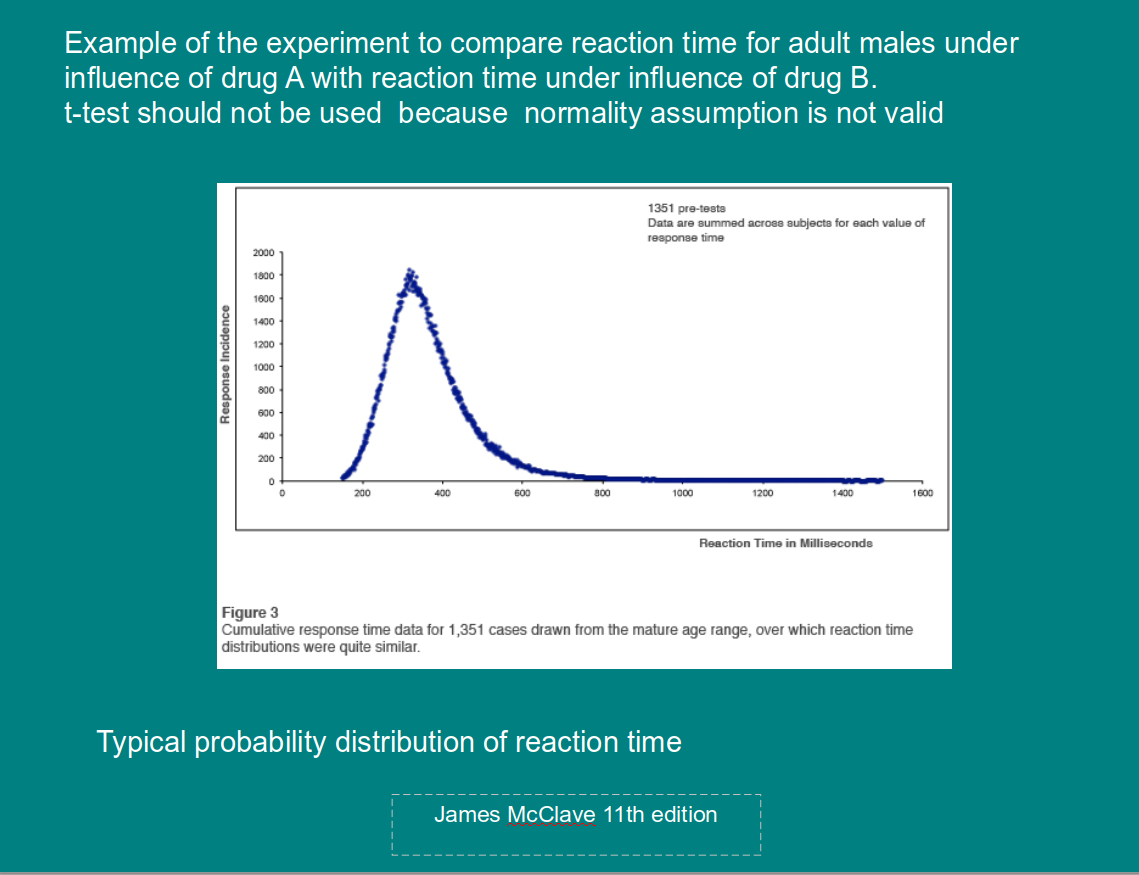 Example of the experiment to compare reaction time for adult males under
influence of drug A with reaction time under influence of drug B.
t-test should not be used because normality assumption is not valid
1351 pre-tests
Data are summed across subjects for each value of
response time
2000
1800
1600
1400
1200
1000
800
600
400
200
0
Response Incidence
0 200 400 600 800 1000 1200 1400 1600
Reaction Time in Milliseconds
Figure 3
Cumulative response time data for 1,351 cases drawn from the mature age range, over which reaction time
distributions were quite similar.
Typical probability distribution of reaction time
James McClave 11th edition